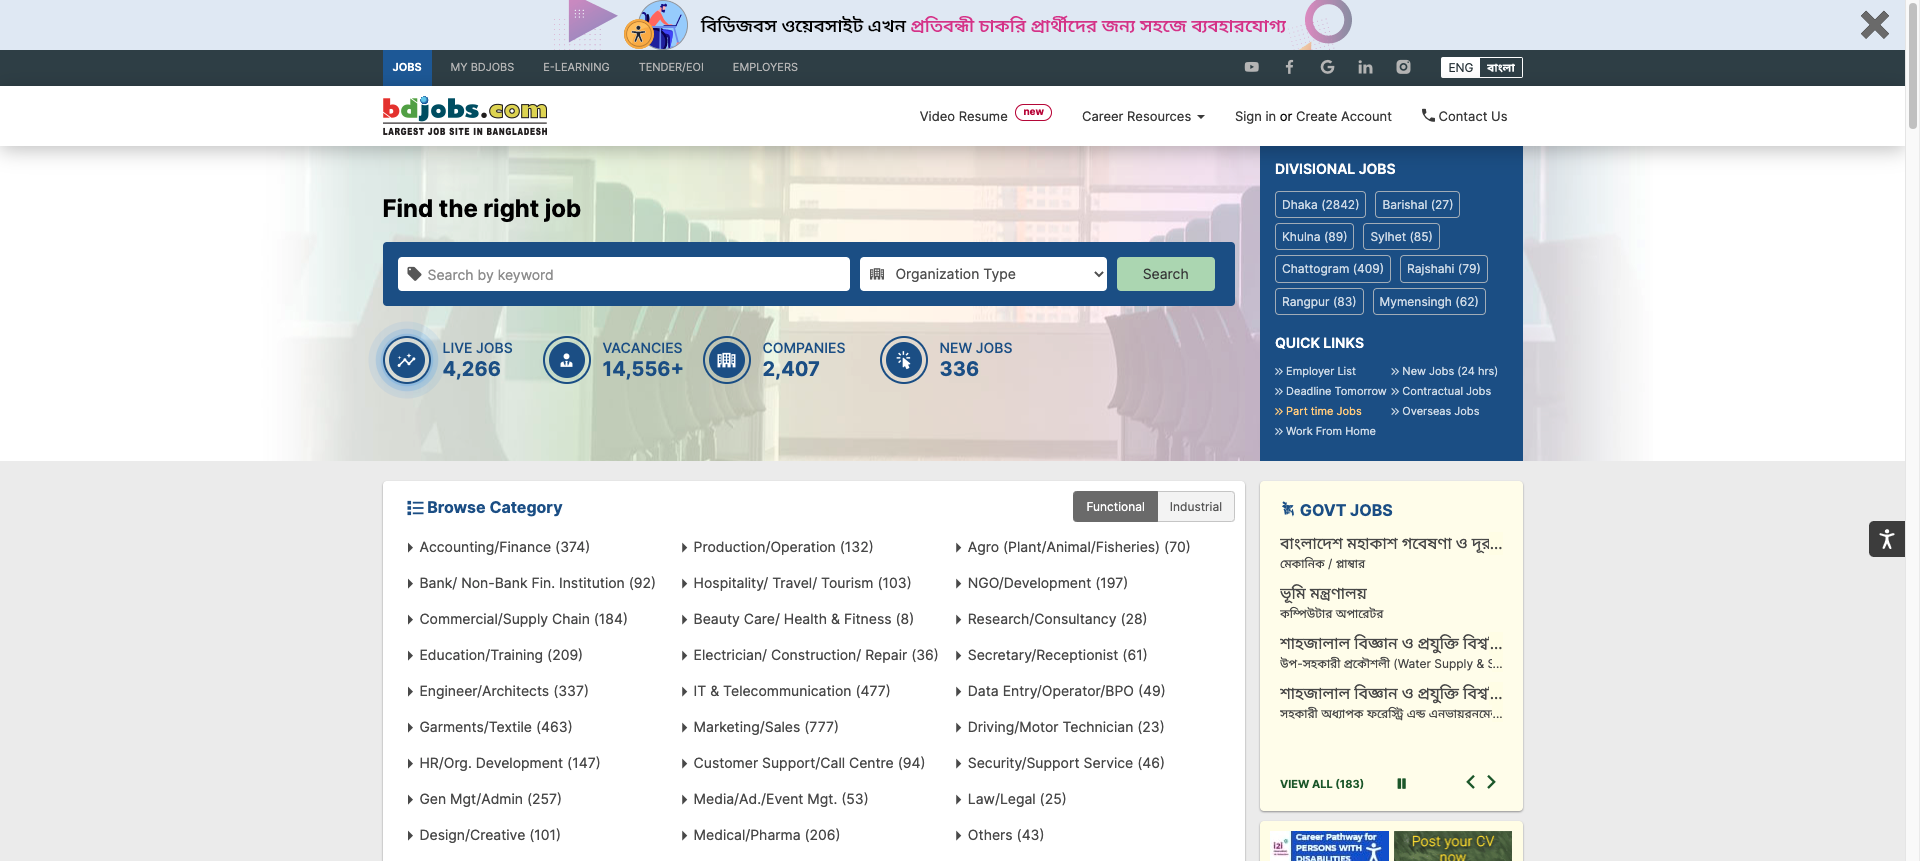 বিডিজবস ওয়েবসাইট এখন প্রতিবন্ধী চাকরি প্রার্থীদের জন্য সহজে ব্যবহারযোগ্য
JOBS MY BDJOBS E-LEARNING TENDER/EOI EMPLOYERS ENG বাংলা
bdjobs.com
LARGEST JOB SITE IN BANGLADESH
Video Resume new Career Resources Sign in or Create Account Contact Us
Find the right job
Search by keyword Organization Type Search
LIVE JOBS
4,266
VACANCIES
14,556+
COMPANIES
2,407
NEW JOBS
336
DIVISIONAL JOBS
Dhaka (2842) Barishal (27)
Khulna (89) Sylhet (85)
Chattogram (409) Rajshahi (79)
Rangpur (83) Mymensingh (62)
QUICK LINKS
Employer List New Jobs (24 hrs)
Deadline Tomorrow Contractual Jobs
Part time Jobs Overseas Jobs
Work From Home
Browse Category Functional Industrial
Accounting/Finance (374) Production/Operation (132) Agro (Plant/Animal/Fisheries) (70)
Bank/ Non-Bank Fin. Institution (92) Hospitality/ Travel/ Tourism (103) NGO/Development (197)
Commercial/Supply Chain (184) Beauty Care/ Health & Fitness (8) Research/Consultancy (28)
Education/Training (209) Electrician/ Construction/ Repair (36) Secretary/Receptionist (61)
Engineer/Architects (337) IT & Telecommunication (477) Data Entry/Operator/BPO (49)
Garments/Textile (463) Marketing/Sales (777) Driving/Motor Technician (23)
HR/Org. Development (147) Customer Support/Call Centre (94) Security/Support Service (46)
Gen Mgt/Admin (257) Media/Ad./Event Mgt. (53) Law/Legal (25)
Design/Creative (101) Medical/Pharma (206) Others (43)
GOVT JOBS
বাংলাদেশ মহাকাশ গবেষণা ও দূর...
মেকানিক / প্লাম্বার
ভূমি মন্ত্রণালয়
কম্পিউটার অপারেটর
শাহজালাল বিজ্ঞান ও প্রযুক্তি বিশ্ব...
উপ-সহকারী প্রকৌশলী (Water Supply & S...
শাহজালাল বিজ্ঞান ও প্রযুক্তি বিশ্ব...
সহকারী অধ্যাপক ফরেস্ট্রি এন্ড এনভায়রনমে...
VIEW ALL (183)
Career Pathway for
PERSONS WITH
DISABILITIES
Post your CV
now